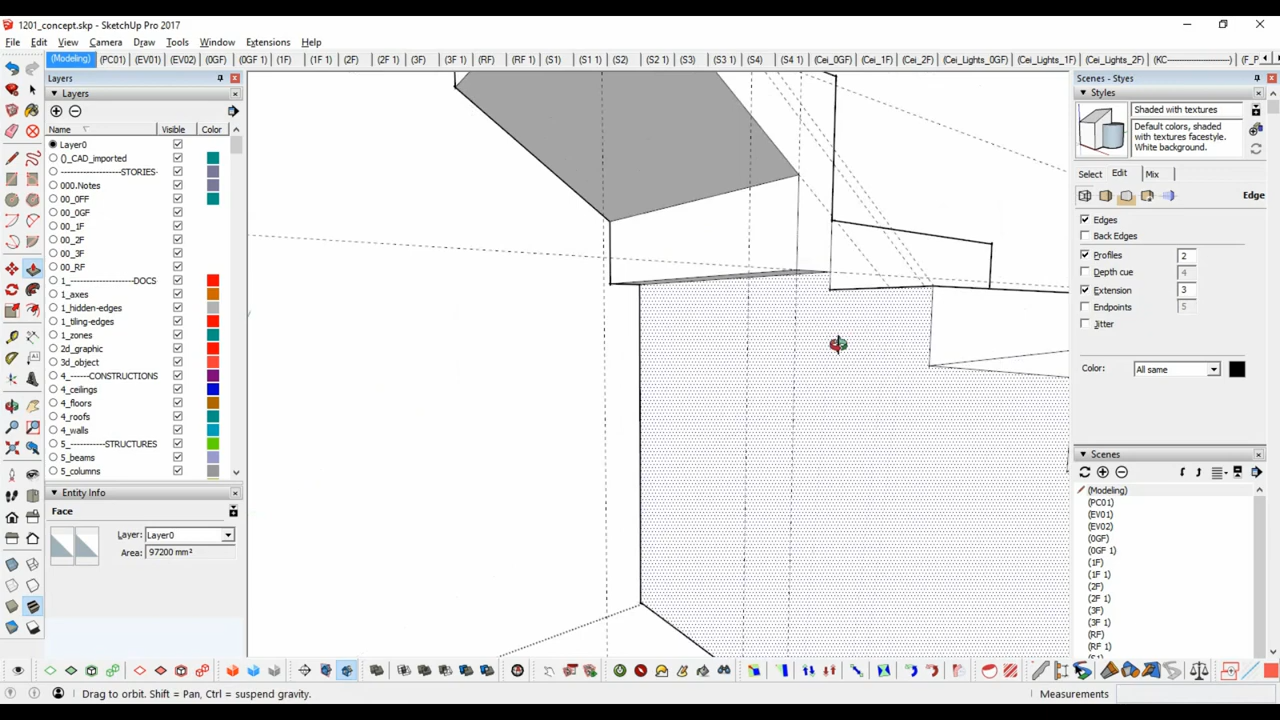 1201_concept.skp - SketchUp Pro 2017
File Edit View Camera Draw Tools Window Extensions Help
(Modeling) (PC01) (EV01) (EV02) (0GF) (0GF 1) (1F) (1F 1) (2F) (2F 1) (3F) (3F 1) (RF) (RF 1) (S1) (S1 1) (S2) (S2 1) (S3) (S3 1) (S4) (S4 1) (Cei_0GF) (Cei_1F) (Cei_Lights_0GF) (Cei_Lights_1F) (Cei_Lights_2F) (KC------------------) (F_P
Layers
Layers
Name Visible Color
Layer0
0_CAD_imported
-------------------STORIES-
000.Notes
00_0FF
00_0GF
00_1F
00_2F
00_3F
00_RF
1_-------------------DOCS
1_axes
1_hidden-edges
1_tiling-edges
1_zones
2d_graphic
3d_object
4_------CONSTRUCTIONS
4_ceilings
4_floors
4_roofs
4_walls
5_-----------STRUCTURES
5_beams
5_columns
Entity Info
Face
Layer: Layer0
Area: 97200 mm²
Scenes - Styes
Styles
Shaded with textures
Default colors, shaded
with textures facestyle.
White background.
Select Edit Mix
Edge
Edges
Back Edges
Profiles 2
Depth cue 4
Extension 3
Endpoints 5
Jitter
Color: All same
Scenes
(Modeling)
(PC01)
(EV01)
(EV02)
(0GF)
(0GF 1)
(1F)
(1F 1)
(2F)
(2F 1)
(3F)
(3F 1)
(RF)
(RF 1)
Drag to orbit. Shift = Pan, Ctrl = suspend gravity.
Measurements